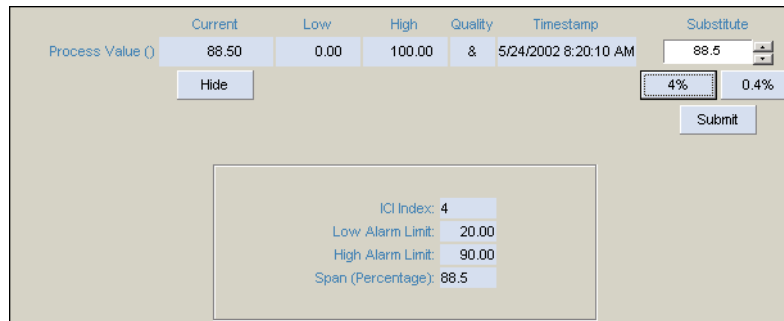 Current Low High Quality Timestamp Substitute
Process Value () 88.50 0.00 100.00 & 5/24/2002 8:20:10 AM 88.5
Hide 4% 0.4%
Submit
ICI Index: 4
Low Alarm Limit: 20.00
High Alarm Limit: 90.00
Span (Percentage): 88.5